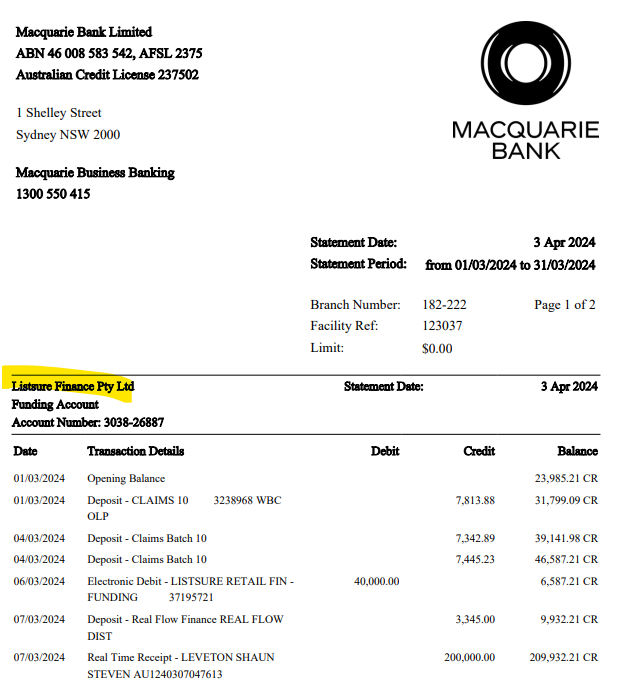 Macquarie Bank Limited
ABN 46 008 583 542, AFSL 2375
Australian Credit License 237502
1 Shelley Street
Sydney NSW 2000
MACQUARIE
BANK
Macquarie Business Banking
1300 550 415
Statement Date: 3 Apr 2024
Statement Period: from 01/03/2024 to 31/03/2024
Branch Number: 182-222 Page 1 of 2
Facility Ref: 123037
Limit: $0.00
Listsure Finance Pty Ltd Statement Date: 3 Apr 2024
Funding Account
Account Number: 3038-26887
Date Transaction Details Debit Credit Balance
01/03/2024 Opening Balance 23,985.21 CR
01/03/2024 Deposit - CLAIMS 10 3238968 WBC 7,813.88 31,799.09 CR
OLP
04/03/2024 Deposit - Claims Batch 10 7,342.89 39,141.98 CR
04/03/2024 Deposit - Claims Batch 10 7,445.23 46,587.21 CR
06/03/2024 Electronic Debit - LISTSURE RETAIL FIN - 40,000.00 6,587.21 CR
FUNDING 37195721
07/03/2024 Deposit - Real Flow Finance REAL FLOW 3,345.00 9,932.21 CR
DIST
07/03/2024 Real Time Receipt - LEVETON SHAUN 200,000.00 209,932.21 CR
STEVEN AU1240307047613